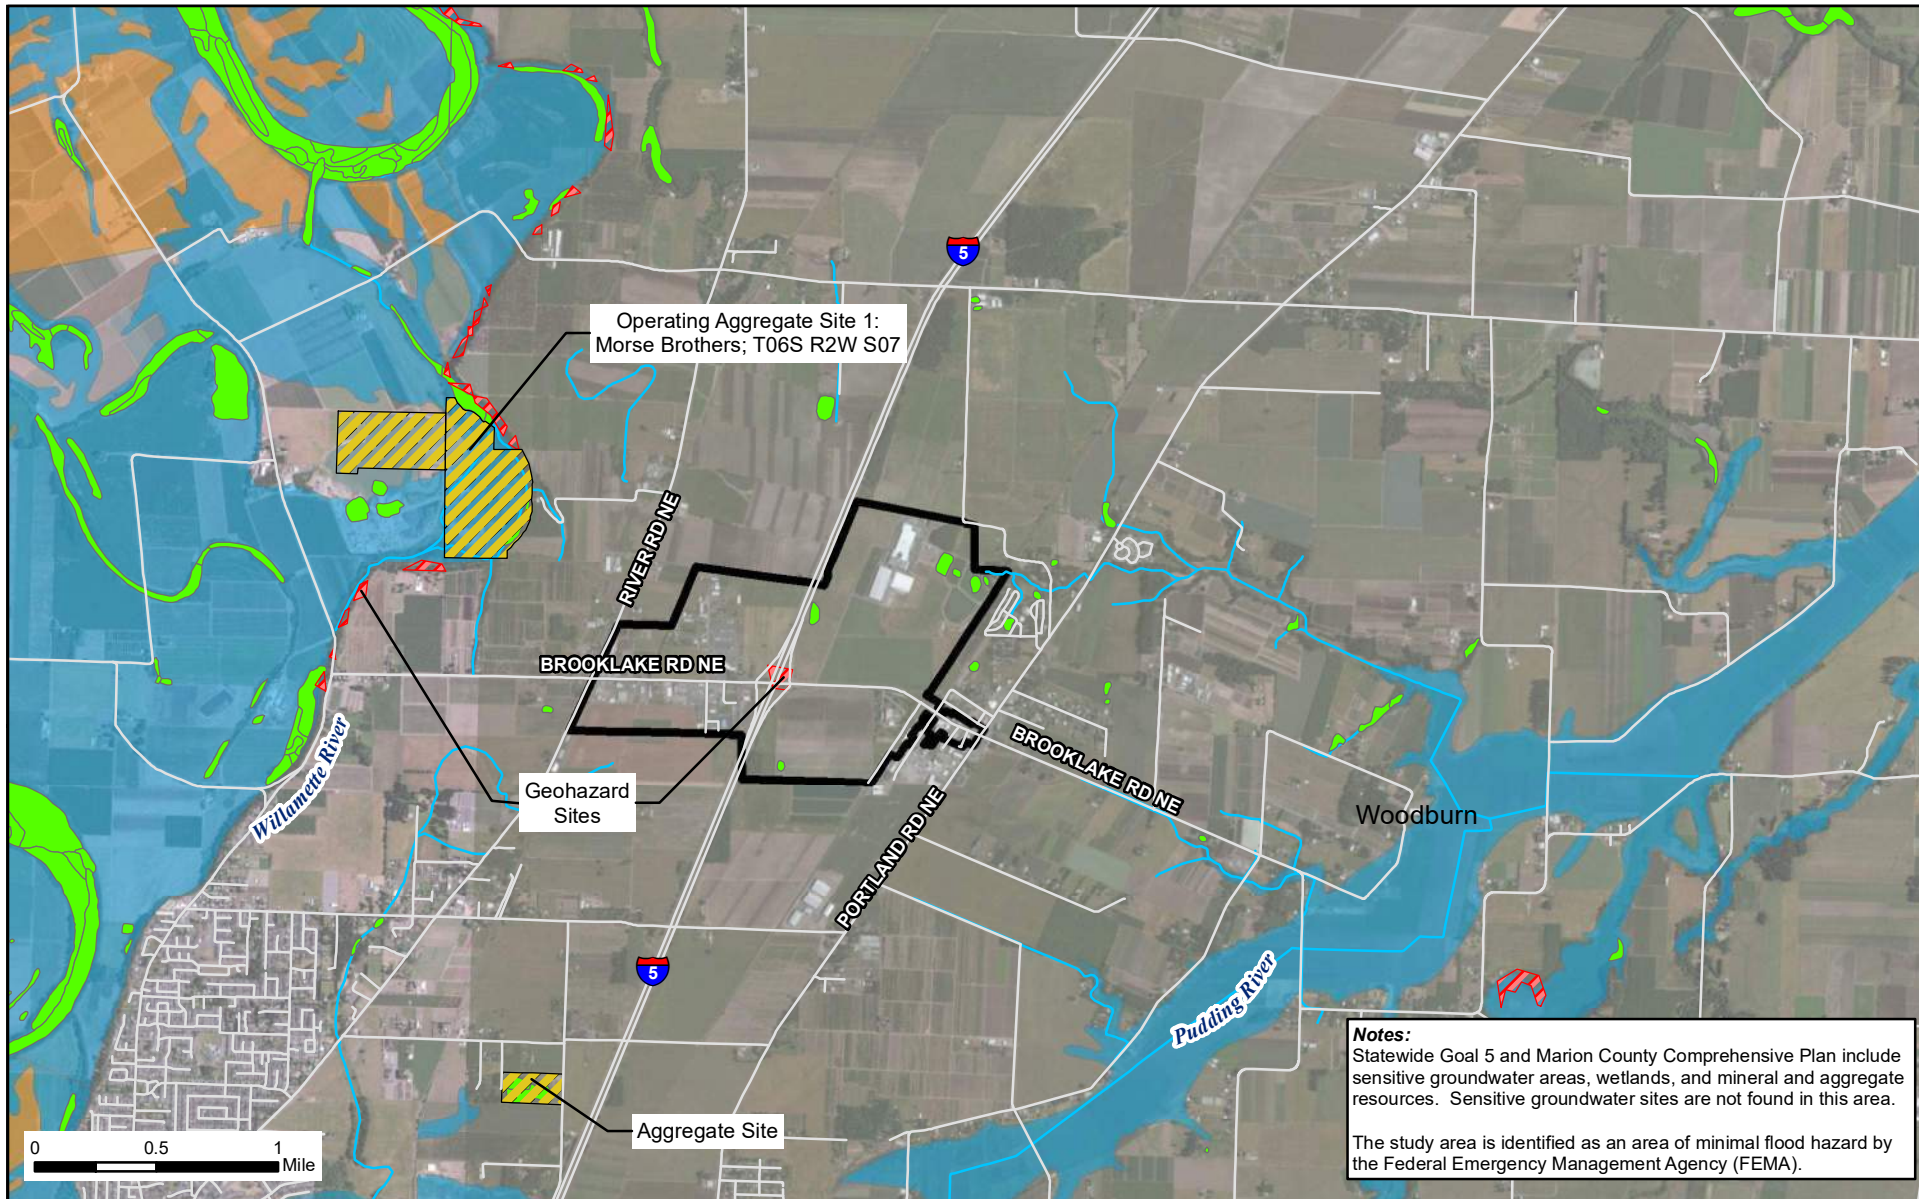 5
Operating Aggregate Site 1:
Morse Brothers; T06S R2W S07
RIVER RD NE
BROOKLAKE RD NE
Willamette River
Geohazard
Sites
BROOKLAKE RD NE
PORTLAND RD NE
Woodburn
5
Pudding River
Aggregate Site
0 0.5 1
Mile
Notes:
Statewide Goal 5 and Marion County Comprehensive Plan include
sensitive groundwater areas, wetlands, and mineral and aggregate
resources. Sensitive groundwater sites are not found in this area.
The study area is identified as an area of minimal flood hazard by
the Federal Emergency Management Agency (FEMA).